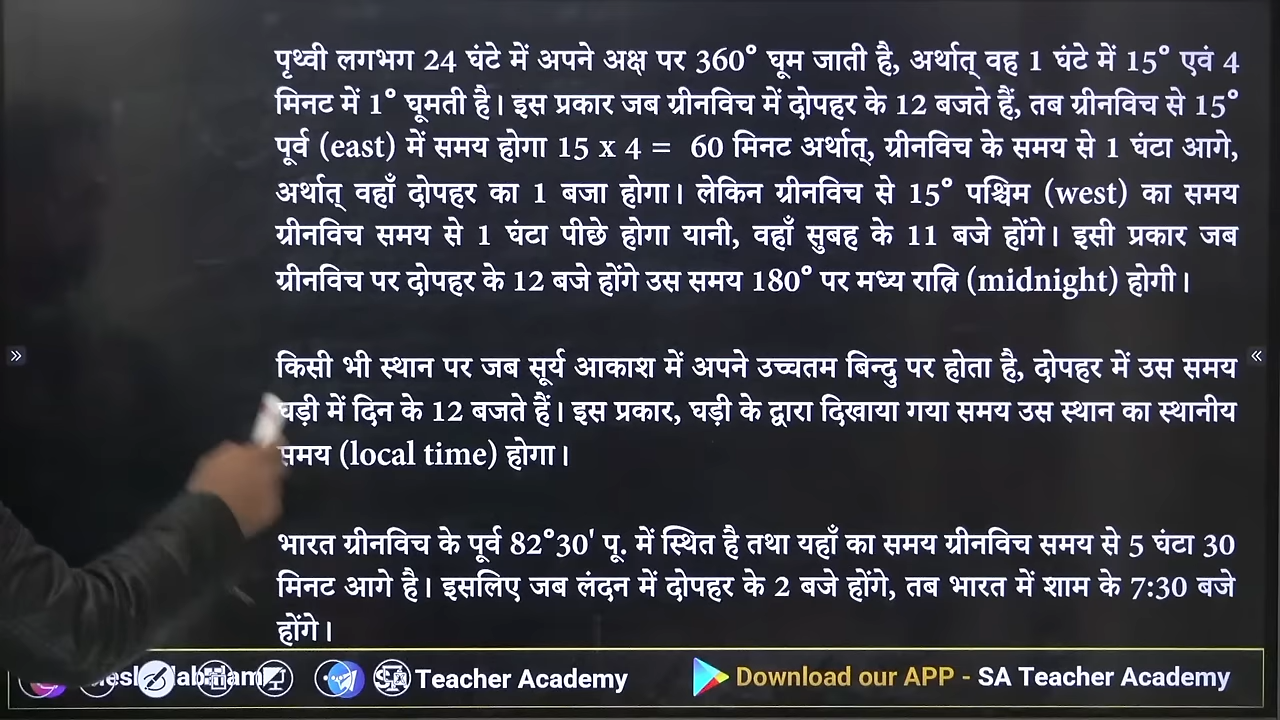 पृथ्वी लगभग 24 घंटे में अपने अक्ष पर 360° घूम जाती है, अर्थात् वह 1 घंटे में 15° एवं 4
मिनट में 1° घूमती है। इस प्रकार जब ग्रीनविच में दोपहर के 12 बजते हैं, तब ग्रीनविच से 15°
पूर्व (east) में समय होगा 15 x 4 = 60 मिनट अर्थात्, ग्रीनविच के समय से 1 घंटा आगे,
अर्थात् वहाँ दोपहर का 1 बजा होगा। लेकिन ग्रीनविच से 15° पश्चिम (west) का समय
ग्रीनविच समय से 1 घंटा पीछे होगा यानी, वहाँ सुबह के 11 बजे होंगे। इसी प्रकार जब
ग्रीनविच पर दोपहर के 12 बजे होंगे उस समय 180° पर मध्य रात्रि (midnight) होगी।
किसी भी स्थान पर जब सूर्य आकाश में अपने उच्चतम बिन्दु पर होता है, दोपहर में उस समय
घड़ी में दिन के 12 बजते हैं। इस प्रकार, घड़ी के द्वारा दिखाया गया समय उस स्थान का स्थानीय
समय (local time) होगा।
भारत ग्रीनविच के पूर्व 82°30' पू. में स्थित है तथा यहाँ का समय ग्रीनविच समय से 5 घंटा 30
मिनट आगे है। इसलिए जब लंदन में दोपहर के 2 बजे होंगे, तब भारत में शाम के 7:30 बजे
होंगे।
Teacher Academy Download our APP - SA Teacher Academy